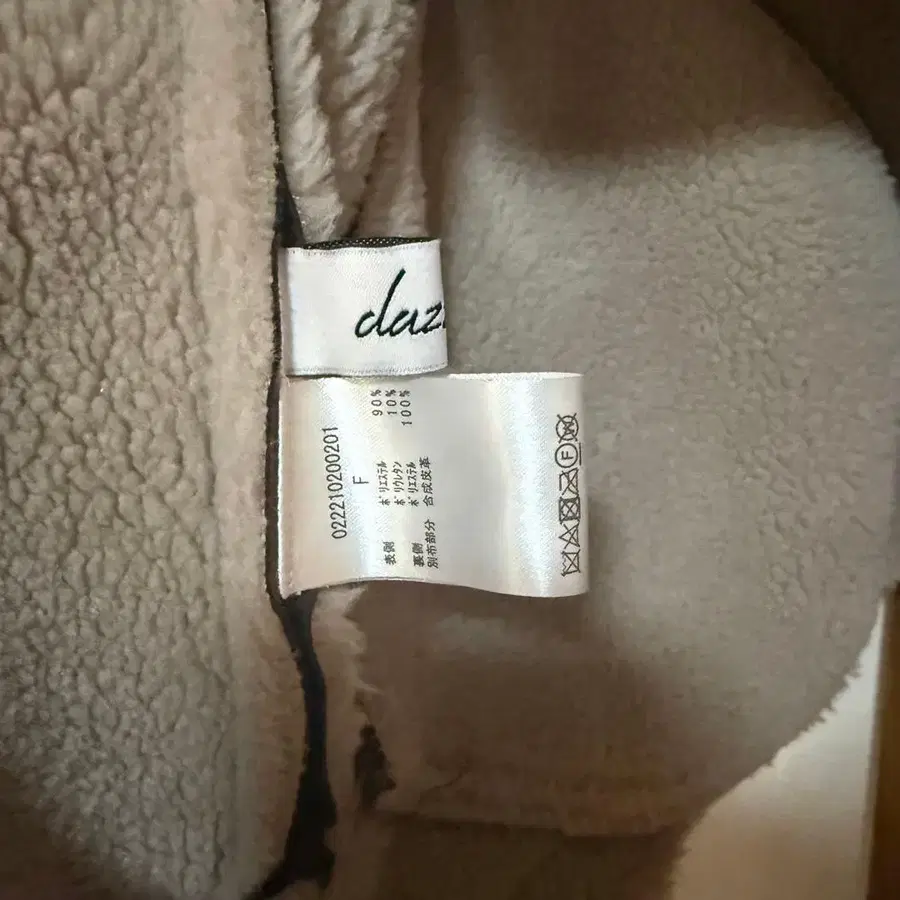 daz
022210200201
F
表側 ポリエステル 90%
ポリウレタン 10%
裏側 ポリエステル 100%
別布部分 合成皮革
F
W